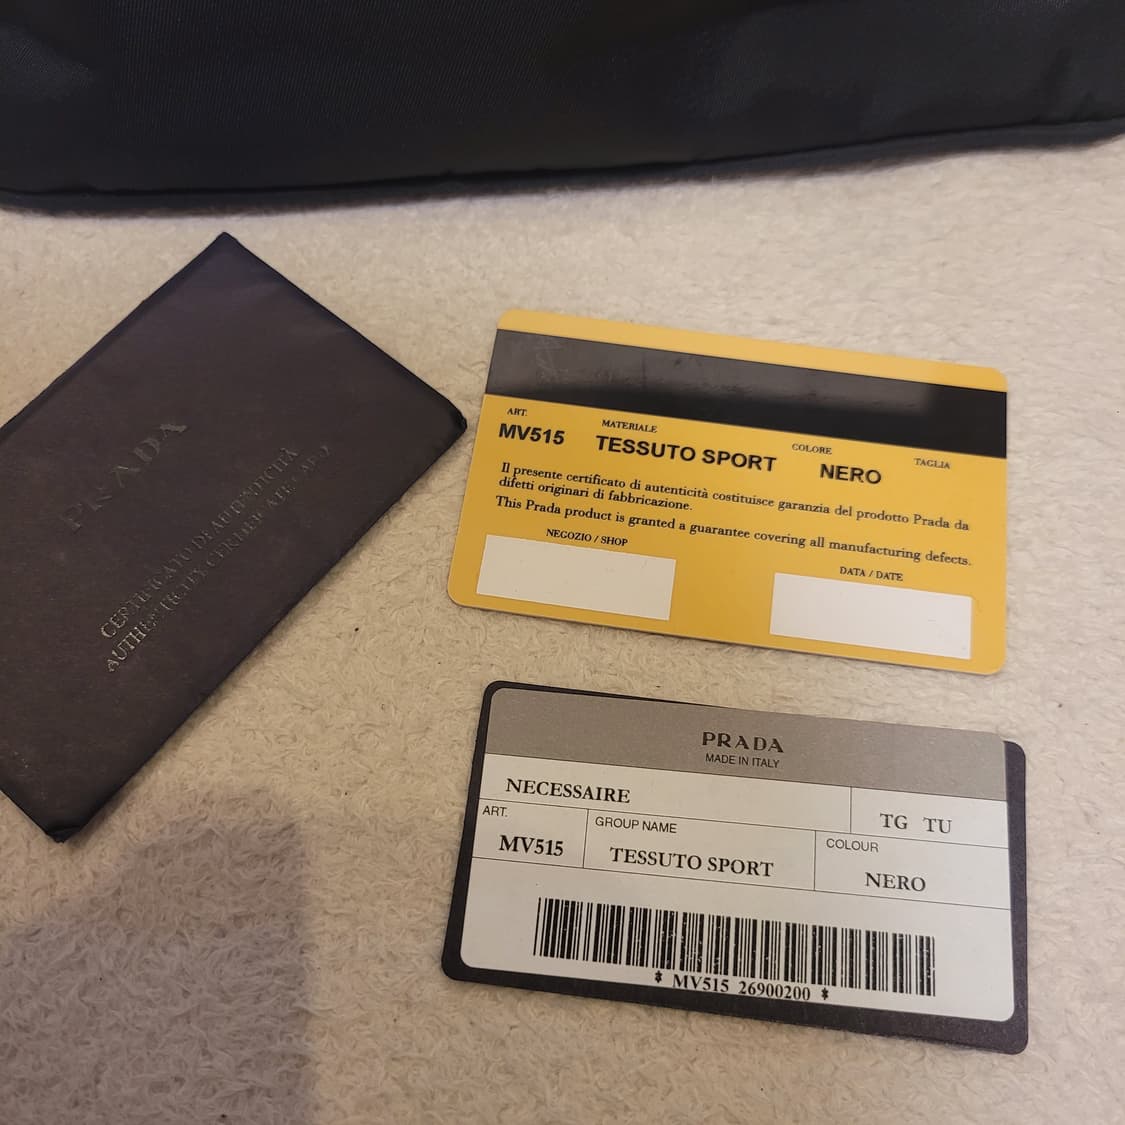 PRADA
CERTIFICATO DI AUTENTICITÀ
AUTHENTICITY CERTIFICATE CARD
ART.
MATERIALE
COLORE
TAGLIA
MV515
TESSUTO SPORT
NERO
Il presente certificato di autenticità costituisce garanzia del prodotto Prada da
difetti originari di fabbricazione.
This Prada product is granted a guarantee covering all manufacturing defects.
NEGOZIO / SHOP
DATA / DATE
PRADA
MADE IN ITALY
NECESSAIRE
TG TU
ART.
GROUP NAME
COLOUR
MV515
TESSUTO SPORT
NERO
* MV515 26900200 *